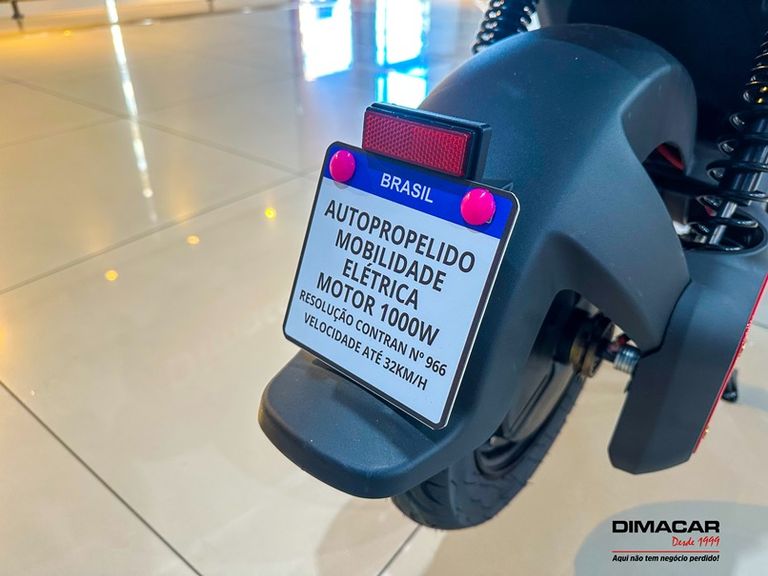 BRASIL
AUTOPROPELIDO
MOBILIDADE
ELÉTRICA
MOTOR 1000W
RESOLUÇÃO CONTRAN Nº 966
VELOCIDADE ATÉ 32KM/H
DIMACAR
Desde 1999
Aqui não tem negócio perdido!